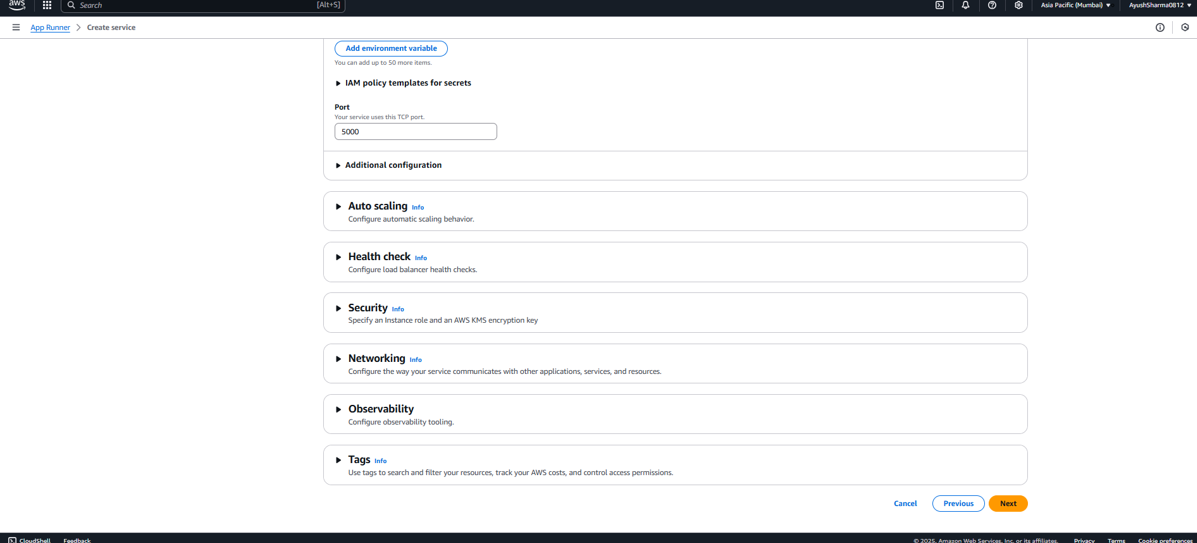 aws
Search [Alt+S] Asia Pacific (Mumbai) AyushSharma0812
App Runner Create service
Add environment variable
You can add up to 50 more items.
IAM policy templates for secrets
Port
Your service uses this TCP port.
5000
Additional configuration
Auto scaling Info
Configure automatic scaling behavior.
Health check Info
Configure load balancer health checks.
Security Info
Specify an Instance role and an AWS KMS encryption key
Networking Info
Configure the way your service communicates with other applications, services, and resources.
Observability
Configure observability tooling.
Tags Info
Use tags to search and filter your resources, track your AWS costs, and control access permissions.
Cancel Previous Next
CloudShell Feedback © 2025, Amazon Web Services, Inc. or its affiliates. Privacy Terms Cookie preferences